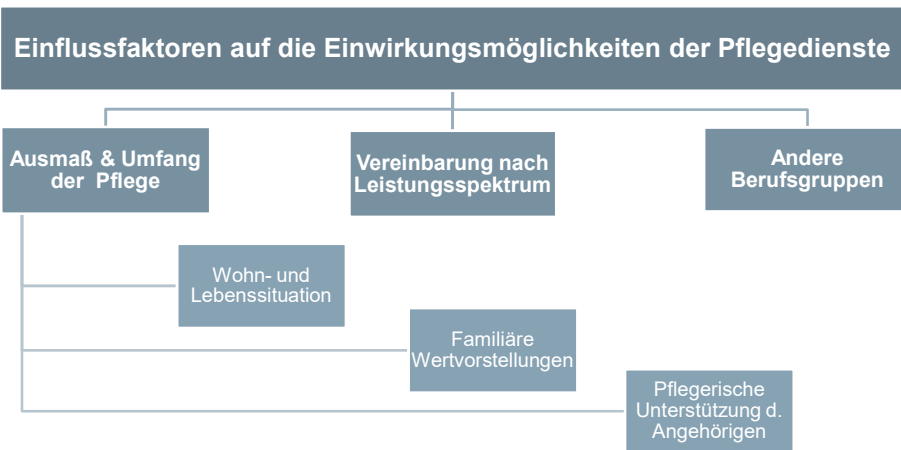 Einflussfaktoren auf die Einwirkungsmöglichkeiten der Pflegedienste
Ausmaß & Umfang
der Pflege
Vereinbarung nach
Leistungsspektrum
Andere
Berufsgruppen
Wohn- und
Lebenssituation
Familiäre
Wertvorstellungen
Pflegerische
Unterstützung d.
Angehörigen